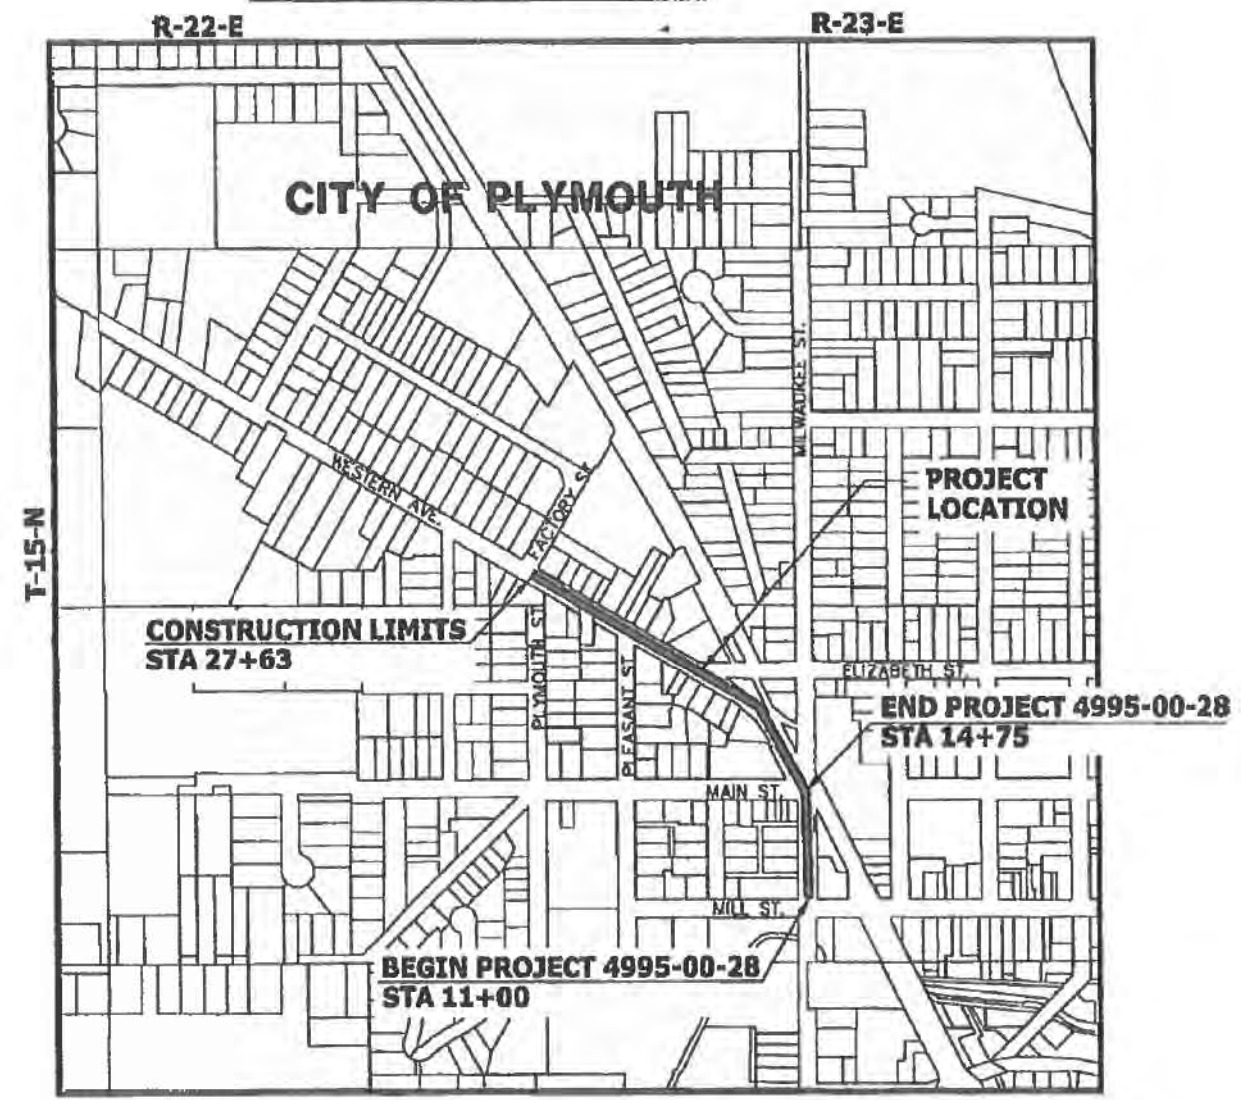 R-22-E
R-23-E
CITY OF PLYMOUTH
MILWAUKEE ST.
WESTERN AVE.
FACTORY ST.
PROJECT
LOCATION
T-15-N
CONSTRUCTION LIMITS
STA 27+63
PLYMOUTH ST.
PLEASANT ST.
ELIZABETH ST.
END PROJECT 4995-00-28
STA 14+75
MAIN ST.
MILL ST.
BEGIN PROJECT 4995-00-28
STA 11+00